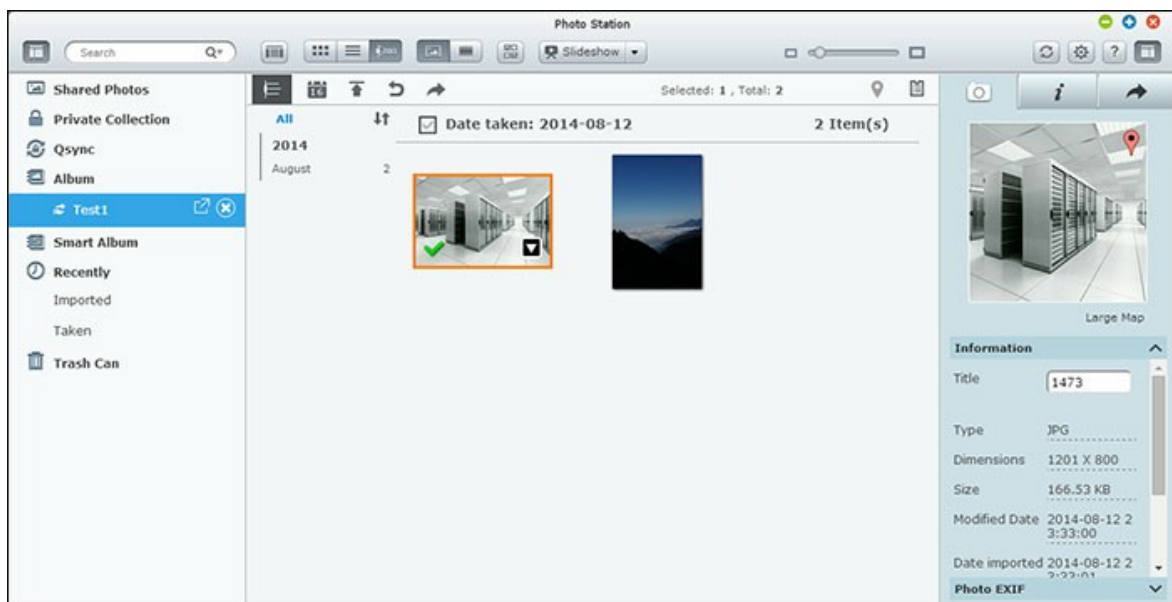 Photo Station
Search
Slideshow
?
Shared Photos
Private Collection
Qsync
Album
Test1
Smart Album
Recently
Imported
Taken
Trash Can
16
Selected: 1 , Total: 2
All
2014
August 2
Date taken: 2014-08-12 2 Item(s)
i
Large Map
Information
Title 1473
Type JPG
Dimensions 1201 X 800
Size 166.53 KB
Modified Date 2014-08-12 2
3:33:00
Date imported 2014-08-12 2
Photo EXIF